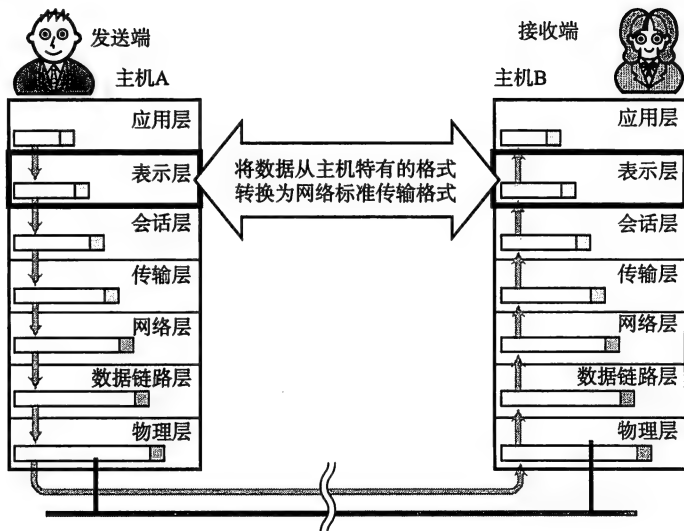 发送端
接收端
主机A
主机B
应用层
表示层
会话层
传输层
网络层
数据链路层
物理层
将数据从主机特有的格式
转换为网络标准传输格式
应用层
表示层
会话层
传输层
网络层
数据链路层
物理层